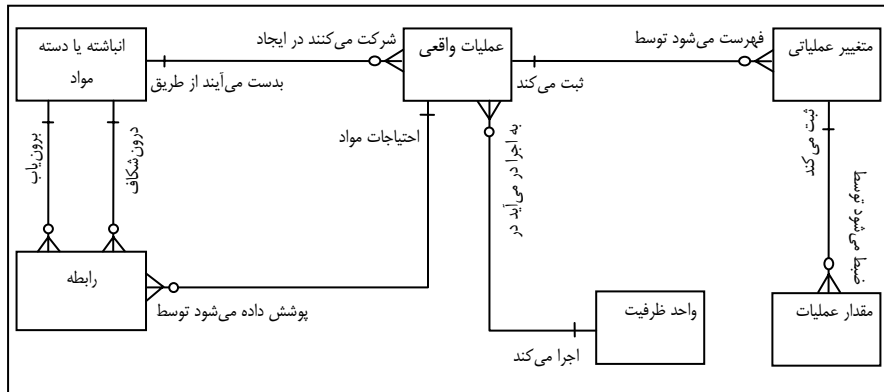 انباشته یا دسته
مواد
شرکت می‌کنند در ایجاد
بدست می‌آیند از طریق
عملیات واقعی
ثبت می‌کند
فهرست می‌شود توسط
متغییر عملیاتی
برون‌یاب
درون‌شکاف
احتیاجات مواد
به اجرا در می‌آید در
ثبت می‌کند
ضبط می‌شود توسط
رابطه
پوشش داده می‌شود توسط
واحد ظرفیت
اجرا می‌کند
مقدار عملیات